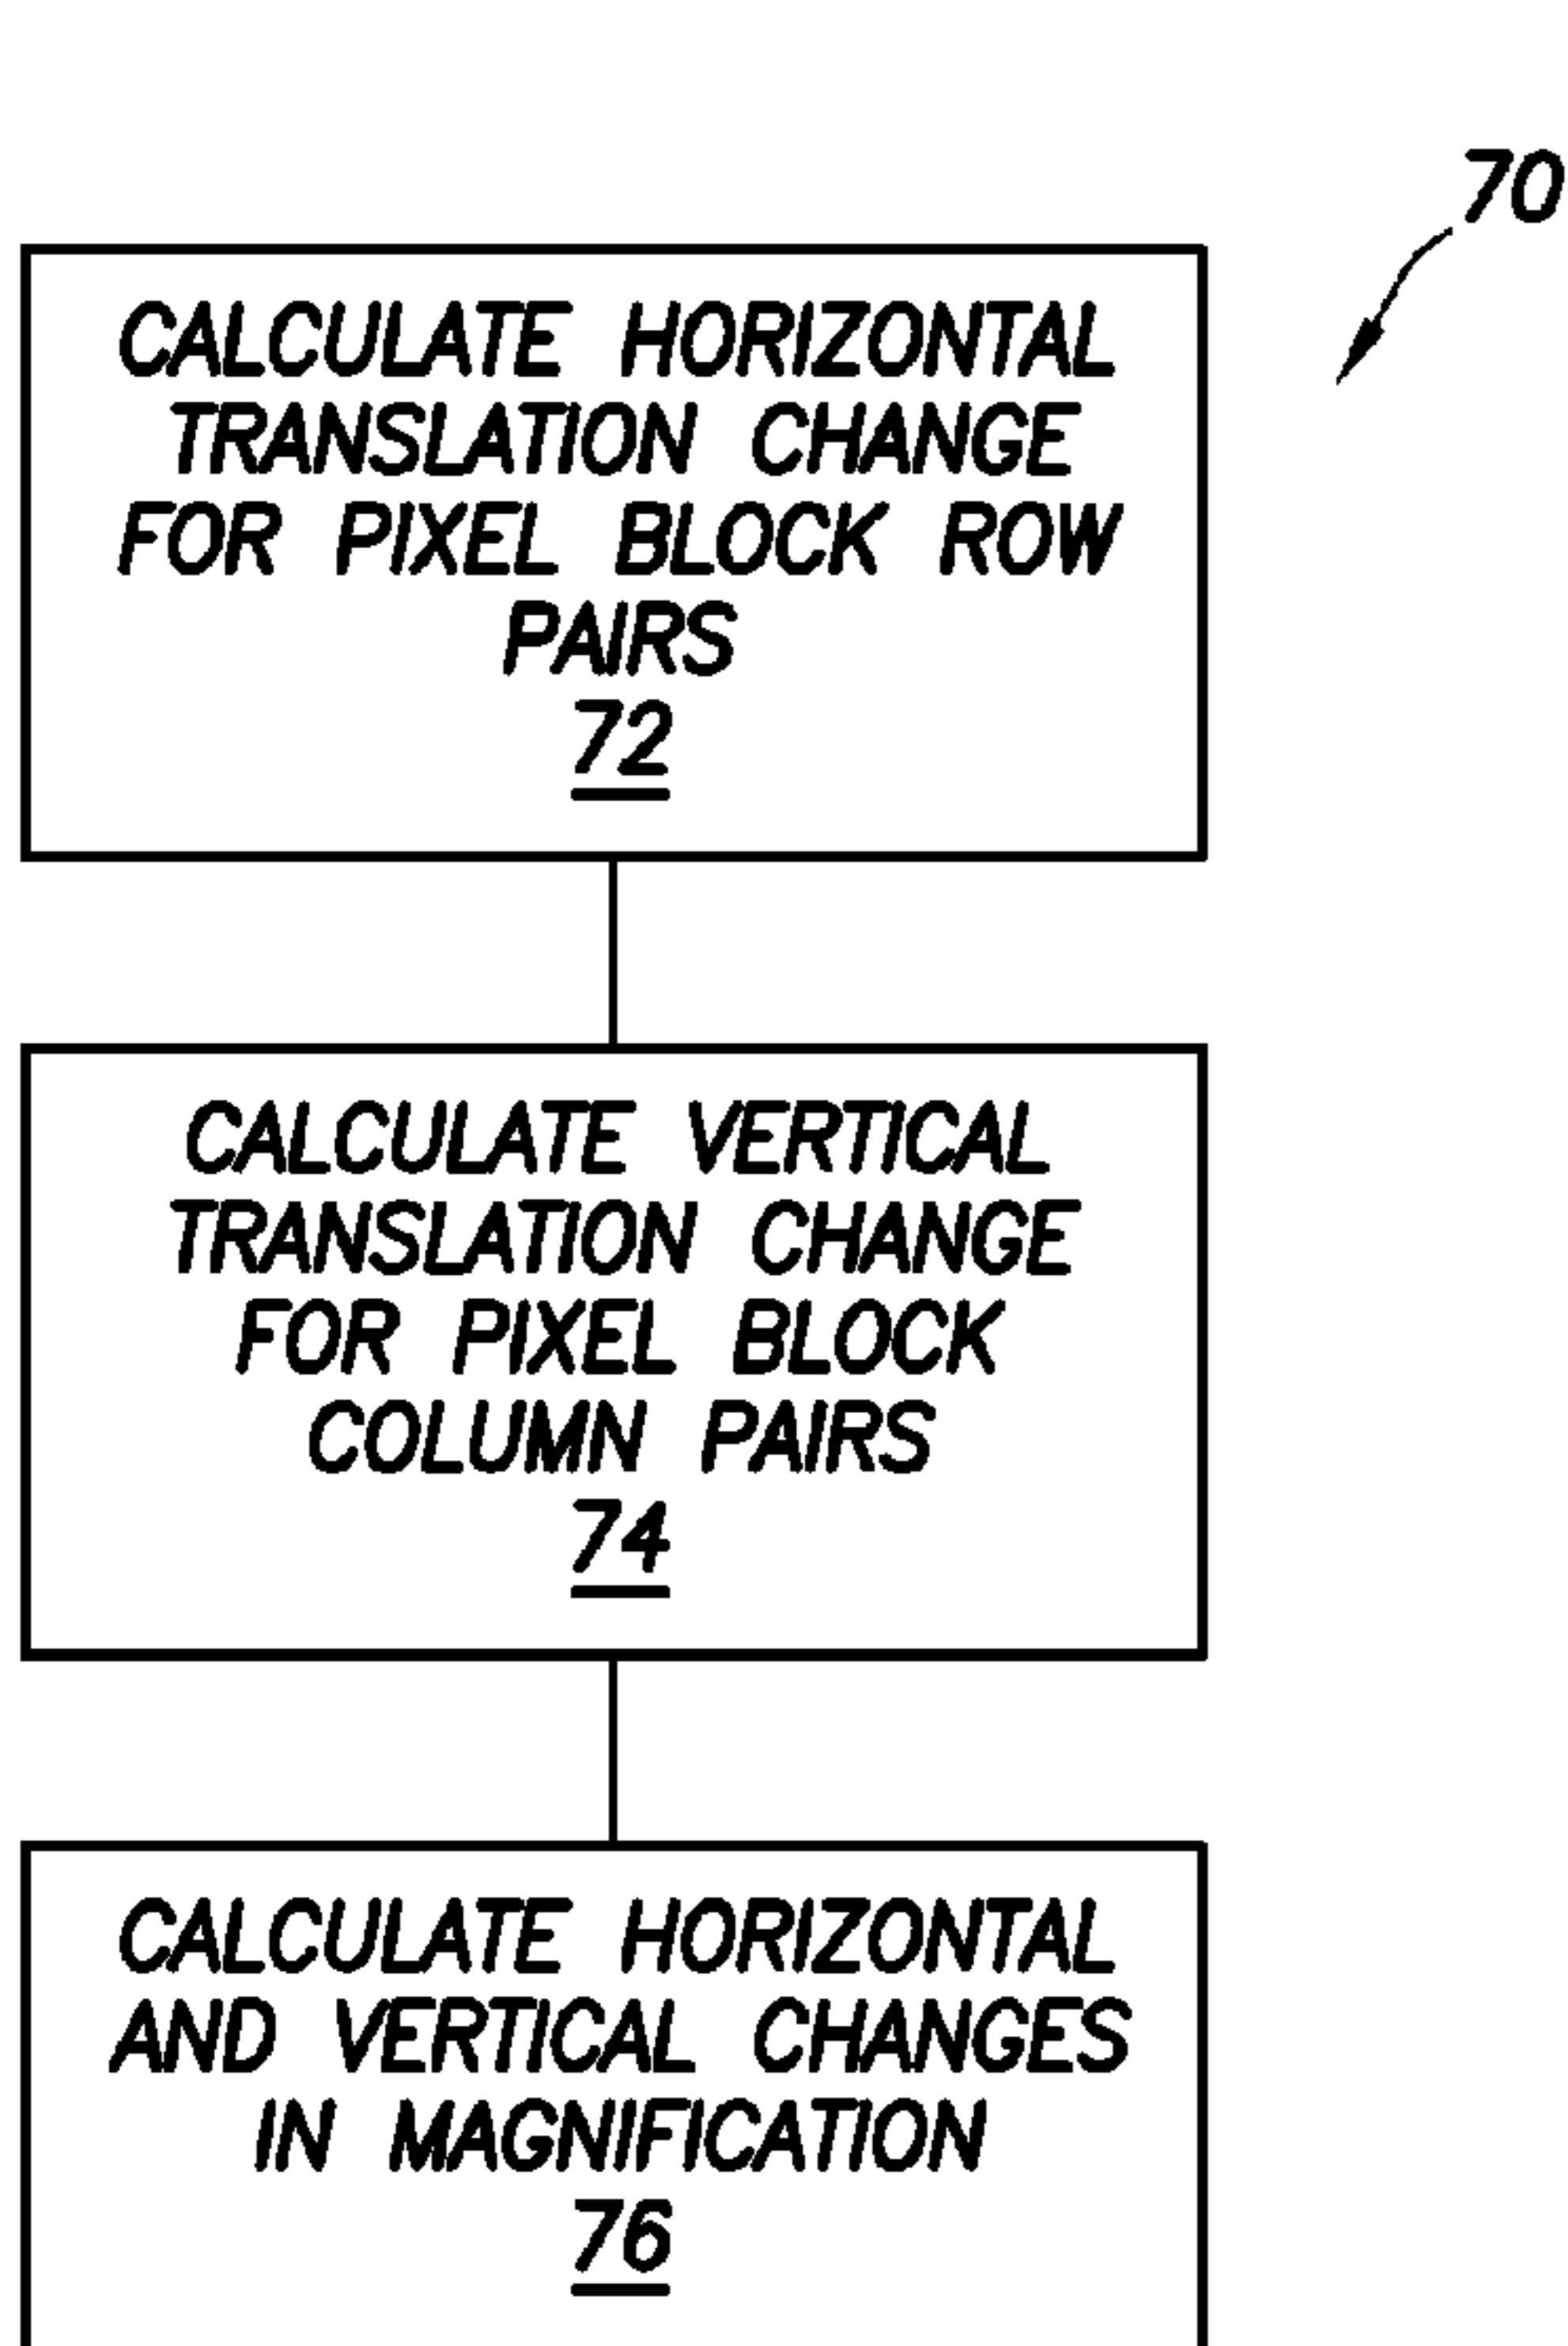 70
CALCULATE HORIZONTAL
TRANSLATION CHANGE
FOR PIXEL BLOCK ROW
PAIRS
72
CALCULATE VERTICAL
TRANSLATION CHANGE
FOR PIXEL BLOCK
COLUMN PAIRS
74
CALCULATE HORIZONTAL
AND VERTICAL CHANGES
IN MAGNIFICATION
76